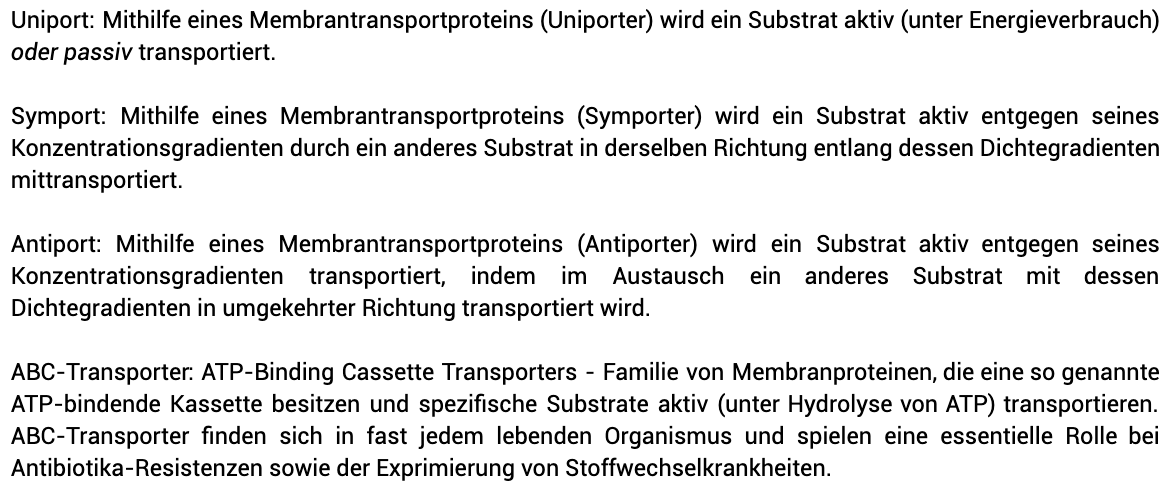 Uniport: Mithilfe eines Membrantransportproteins (Uniporter) wird ein Substrat aktiv (unter Energieverbrauch)
oder passiv transportiert.
Symport: Mithilfe eines Membrantransportproteins (Symporter) wird ein Substrat aktiv entgegen seines
Konzentrationsgradienten durch ein anderes Substrat in derselben Richtung entlang dessen Dichtegradienten
mittransportiert.
Antiport: Mithilfe eines Membrantransportproteins (Antiporter) wird ein Substrat aktiv entgegen seines
Konzentrationsgradienten transportiert, indem im Austausch ein anderes Substrat mit dessen
Dichtegradienten in umgekehrter Richtung transportiert wird.
ABC-Transporter: ATP-Binding Cassette Transporters - Familie von Membranproteinen, die eine so genannte
ATP-bindende Kassette besitzen und spezifische Substrate aktiv (unter Hydrolyse von ATP) transportieren.
ABC-Transporter finden sich in fast jedem lebenden Organismus und spielen eine essentielle Rolle bei
Antibiotika-Resistenzen sowie der Exprimierung von Stoffwechselkrankheiten.